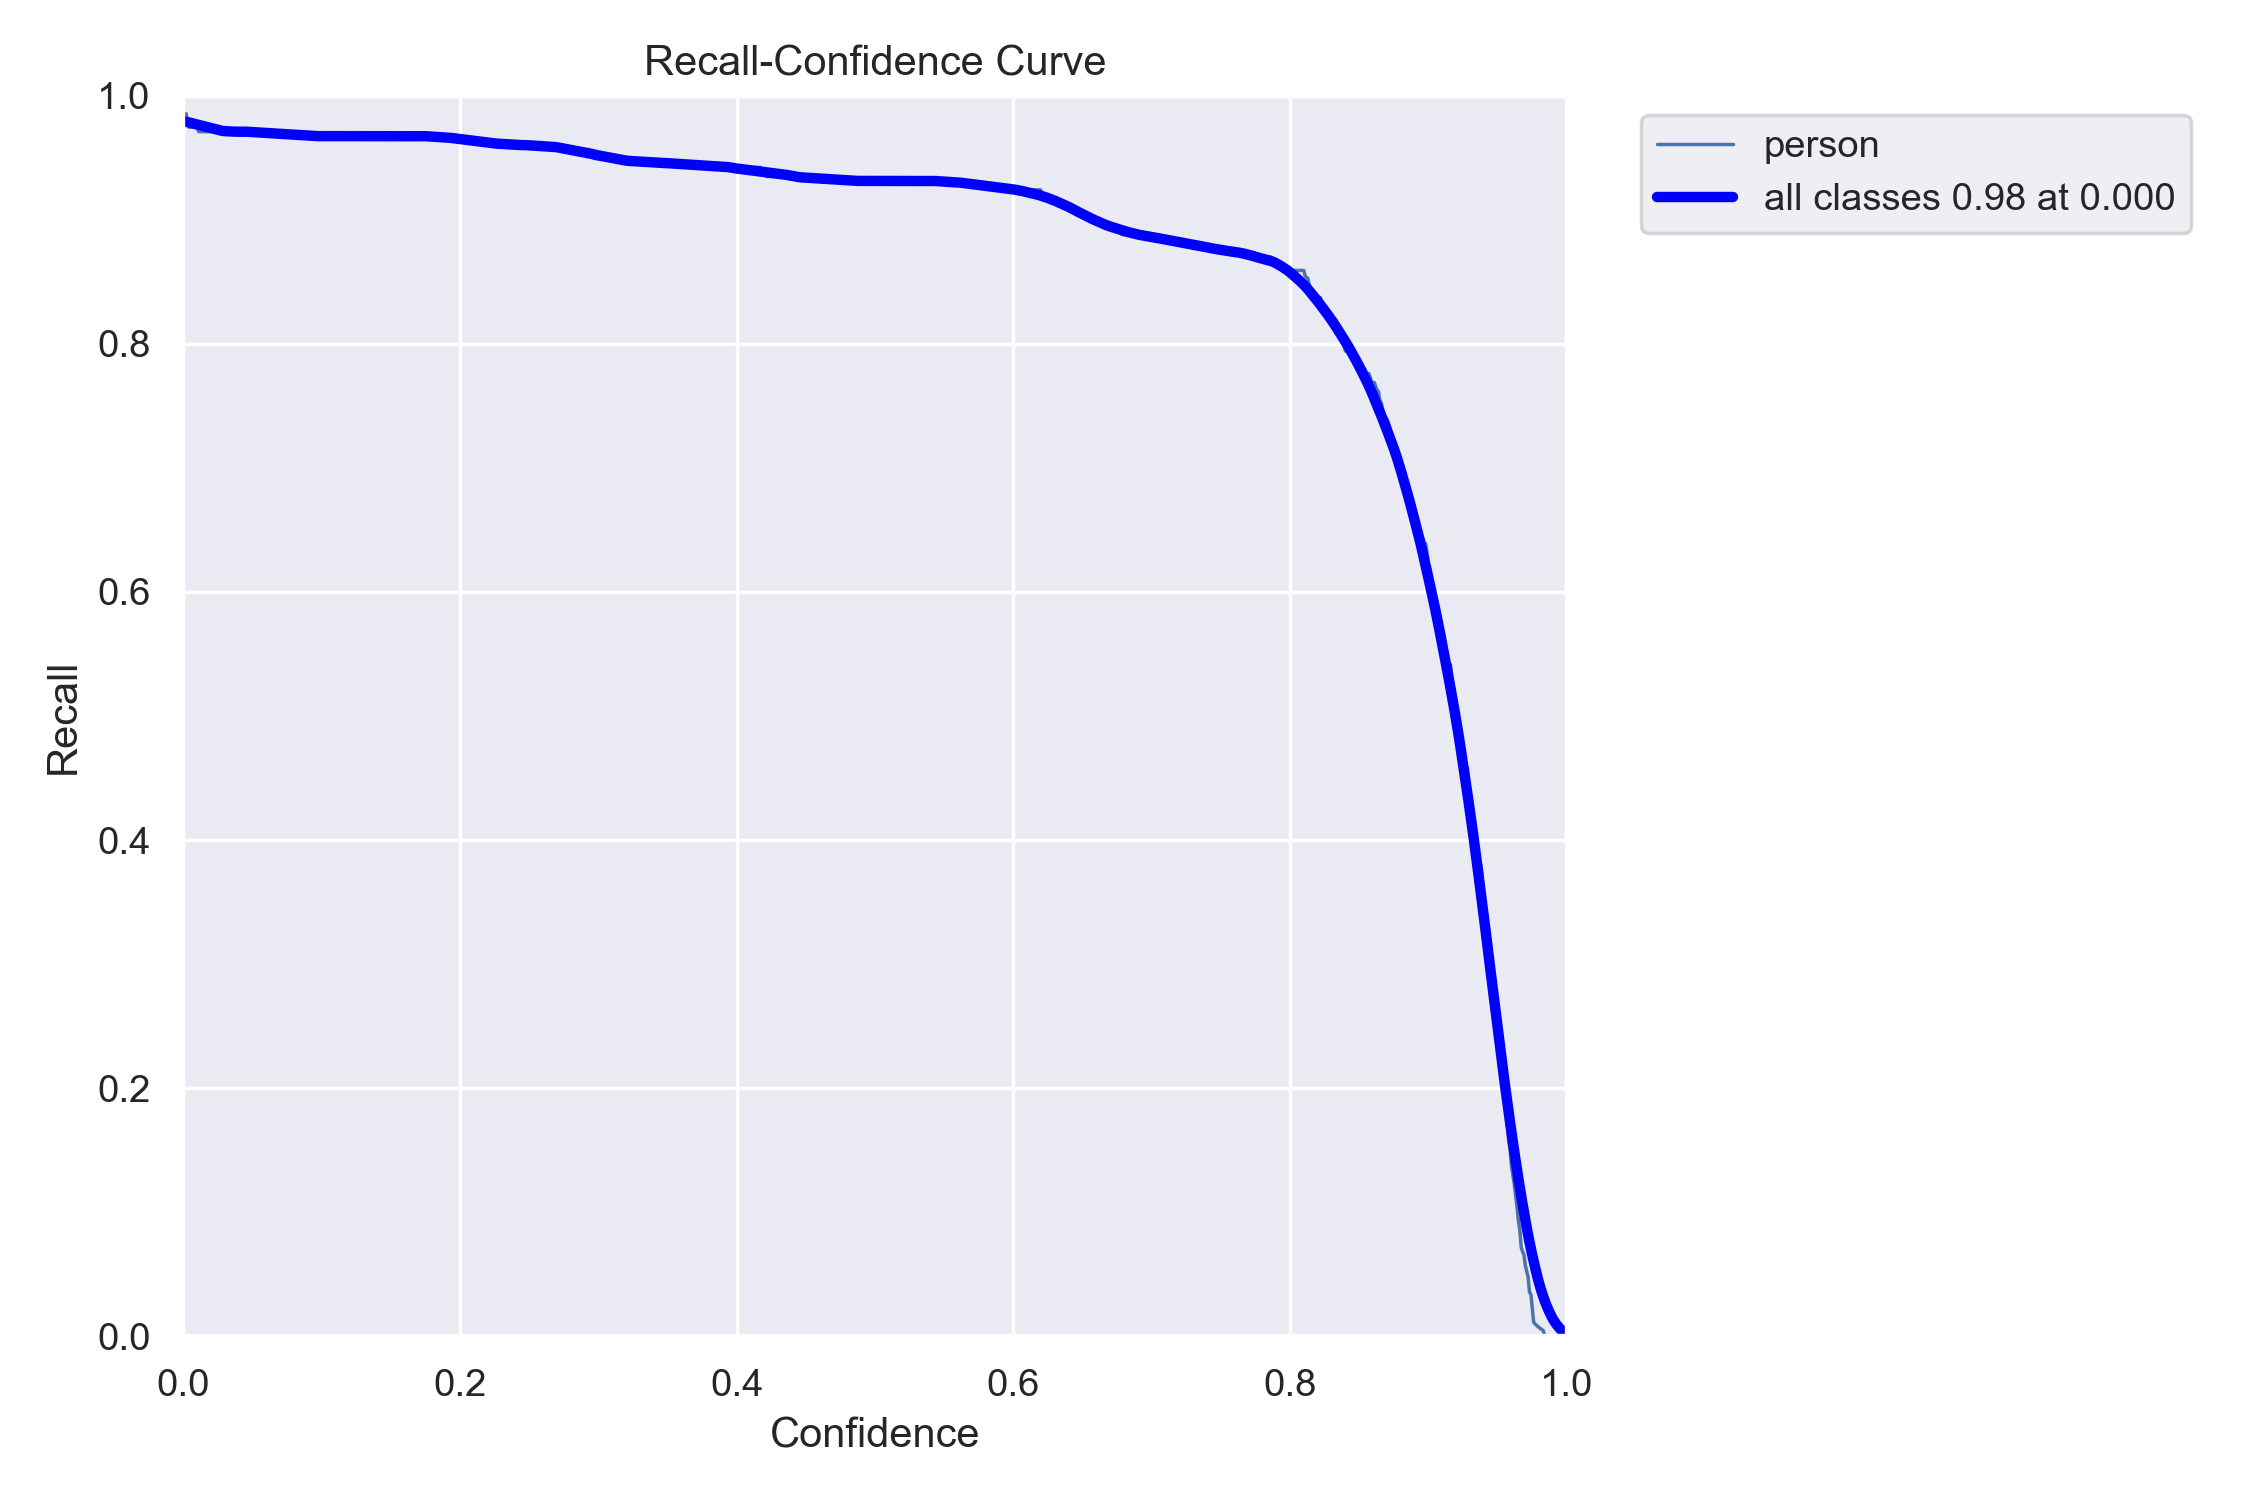 Recall-Confidence Curve
1.0
0.8
0.6
0.4
0.2
0.0
Recall
0.0 0.2 0.4 0.6 0.8 1.0
Confidence
person
all classes 0.98 at 0.000